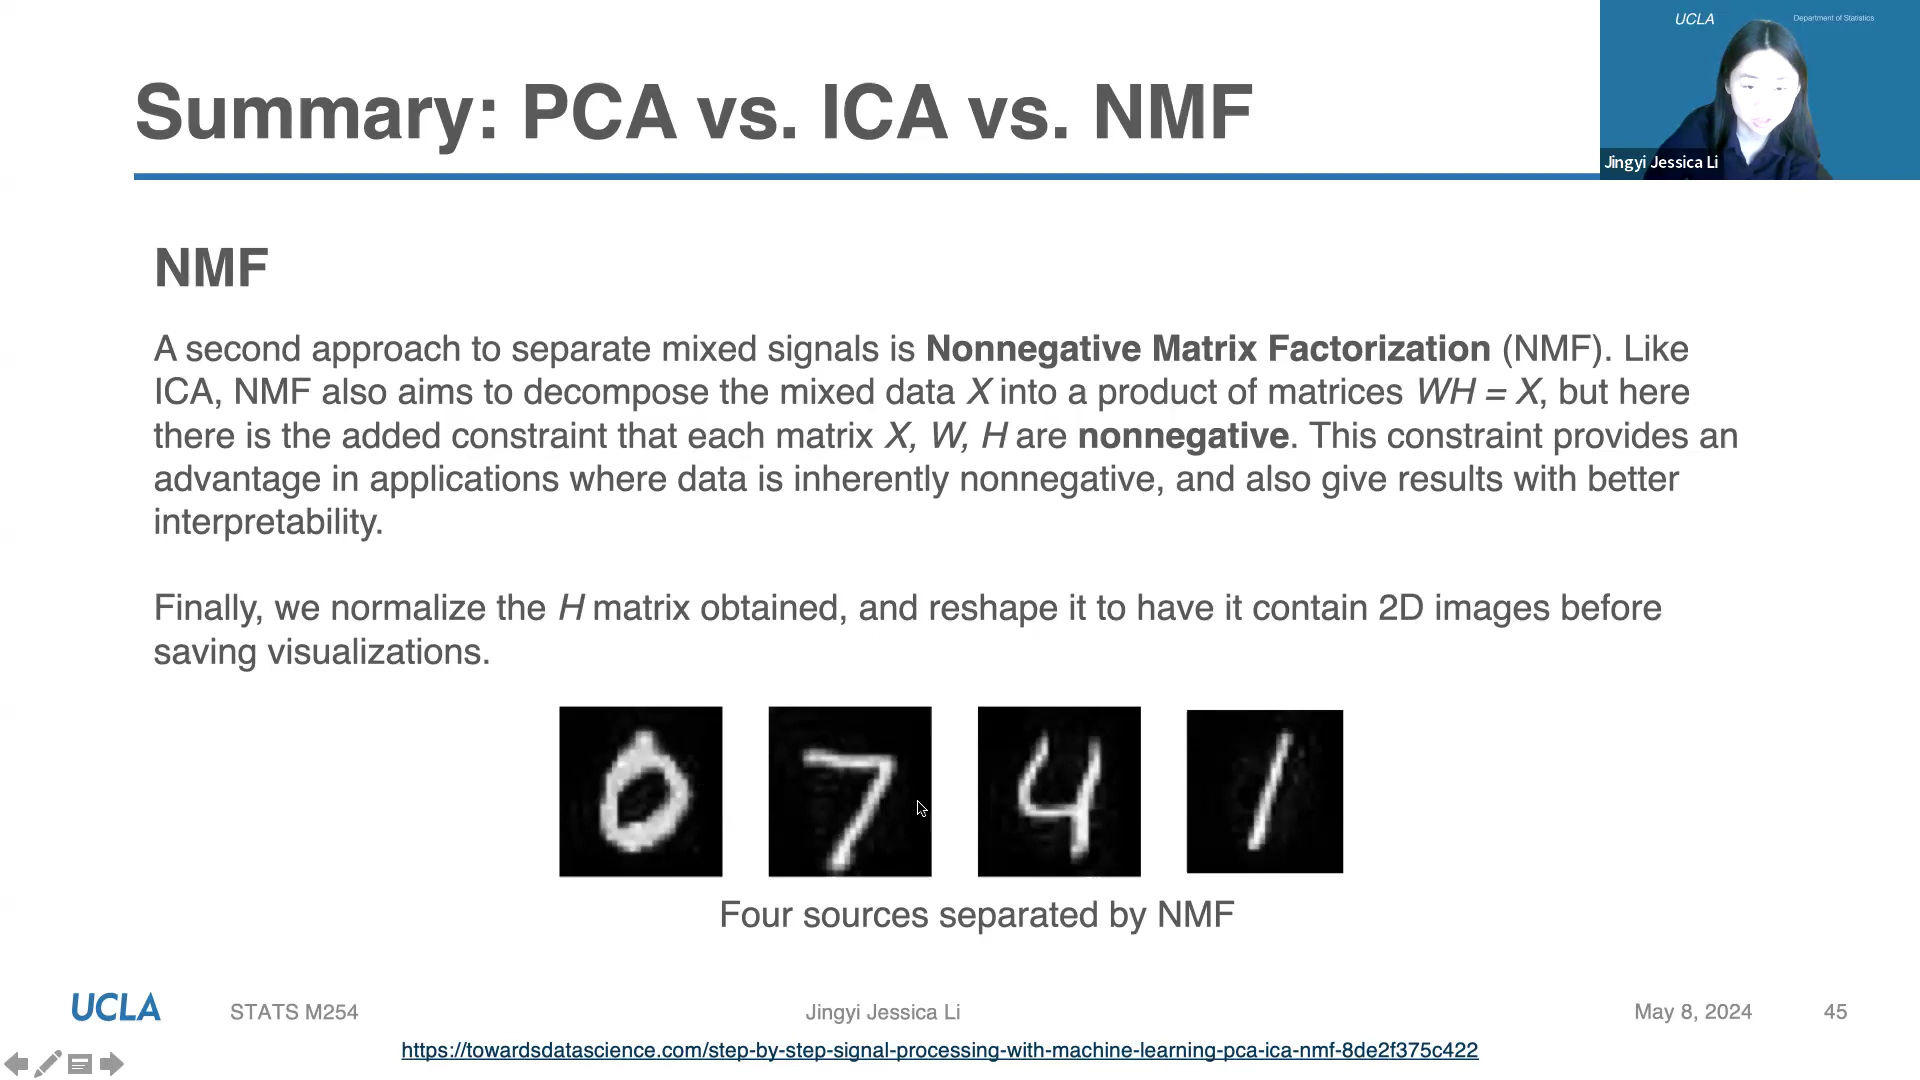 UCLA
Department of Statistics
Summary: PCA vs. ICA vs. NMF
Jingyi Jessica Li
NMF
A second approach to separate mixed signals is Nonnegative Matrix Factorization (NMF). Like
ICA, NMF also aims to decompose the mixed data X into a product of matrices WH = X, but here
there is the added constraint that each matrix X, W, H are nonnegative. This constraint provides an
advantage in applications where data is inherently nonnegative, and also give results with better
interpretability.
Finally, we normalize the H matrix obtained, and reshape it to have it contain 2D images before
saving visualizations.
0 7 4 1
Four sources separated by NMF
UCLA STATS M254 Jingyi Jessica Li May 8, 2024 45
https://towardsdatascience.com/step-by-step-signal-processing-with-machine-learning-pca-ica-nmf-8de2f375c422